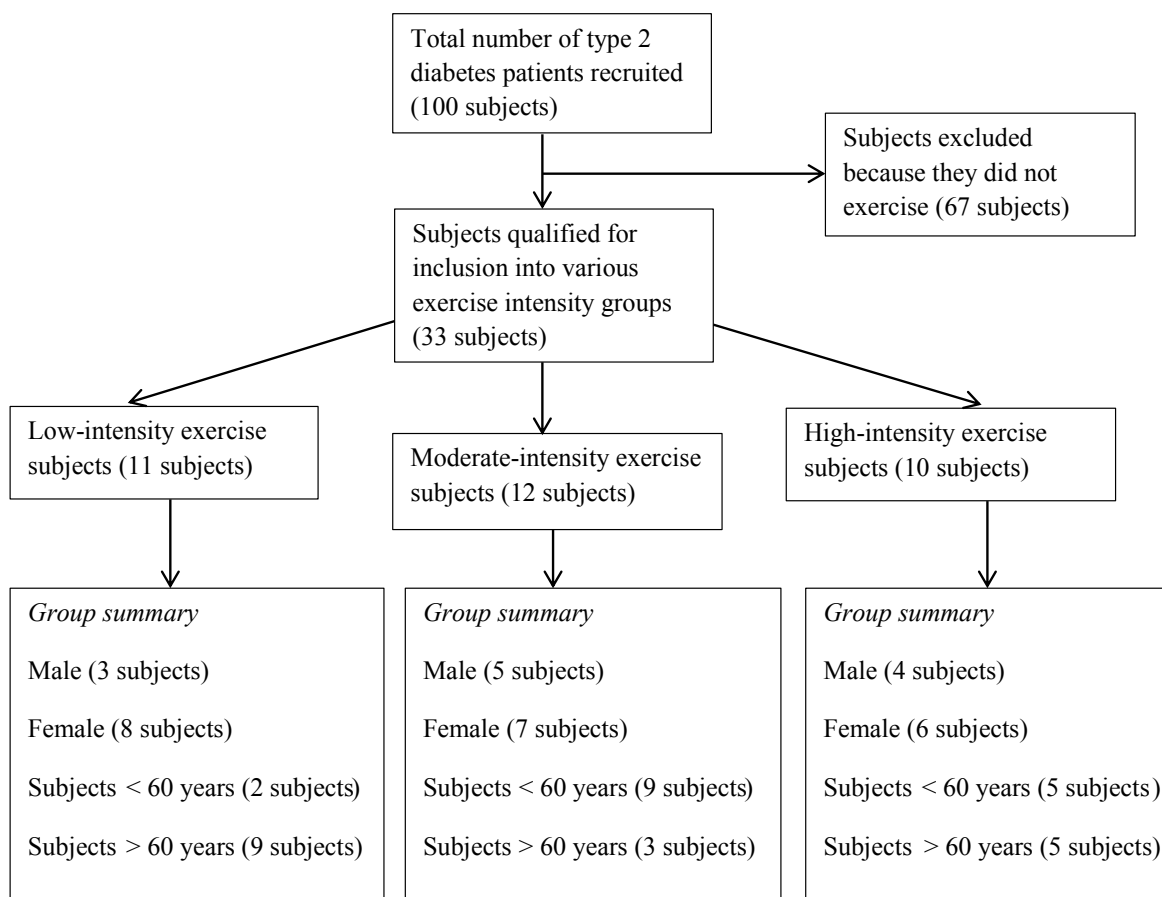 Total number of type 2
diabetes patients recruited
(100 subjects)
Subjects excluded
because they did not
exercise (67 subjects)
Subjects qualified for
inclusion into various
exercise intensity groups
(33 subjects)
Low-intensity exercise
subjects (11 subjects)
Moderate-intensity exercise
subjects (12 subjects)
High-intensity exercise
subjects (10 subjects)
Group summary
Male (3 subjects)
Female (8 subjects)
Subjects < 60 years (2 subjects)
Subjects > 60 years (9 subjects)
Group summary
Male (5 subjects)
Female (7 subjects)
Subjects < 60 years (9 subjects)
Subjects > 60 years (3 subjects)
Group summary
Male (4 subjects)
Female (6 subjects)
Subjects < 60 years (5 subjects)
Subjects > 60 years (5 subjects)